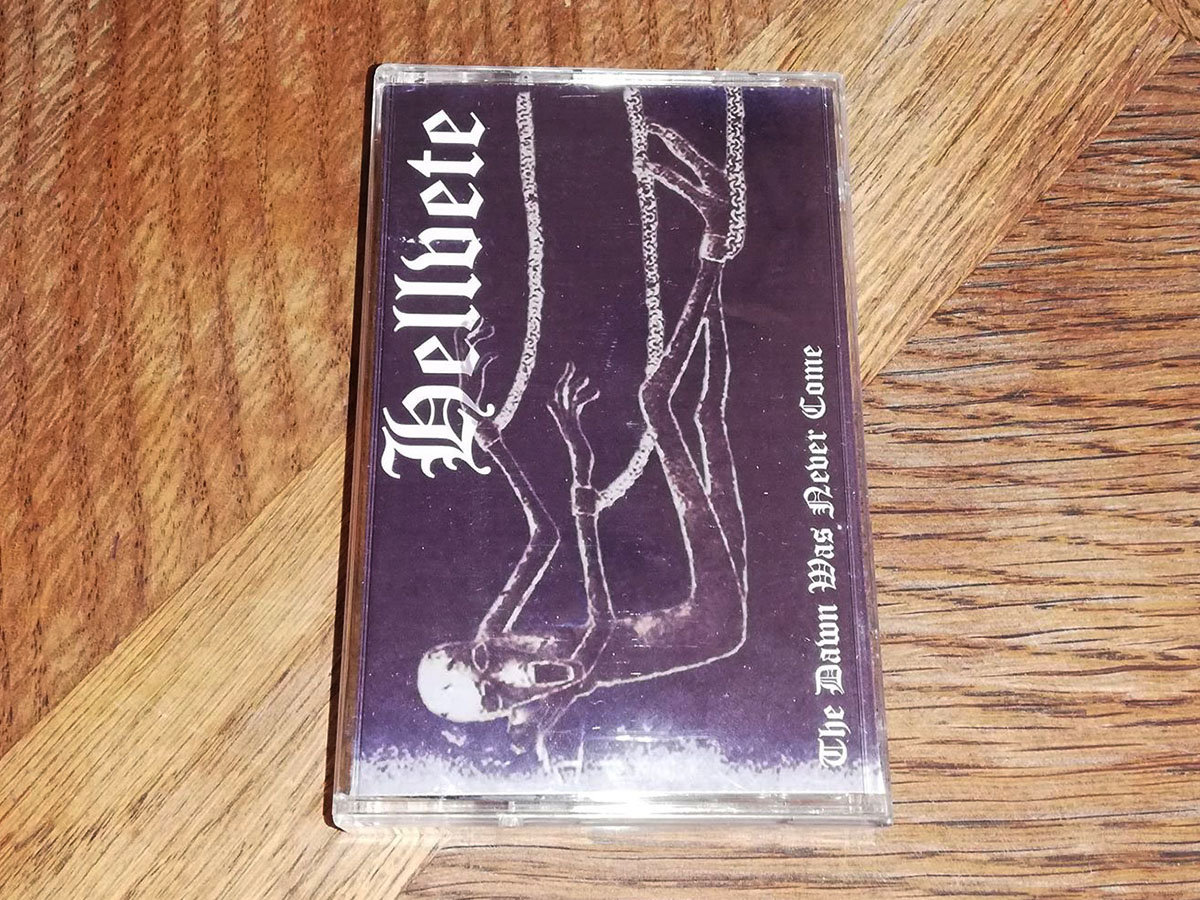 Hellvete
The Dawn Was Never Come